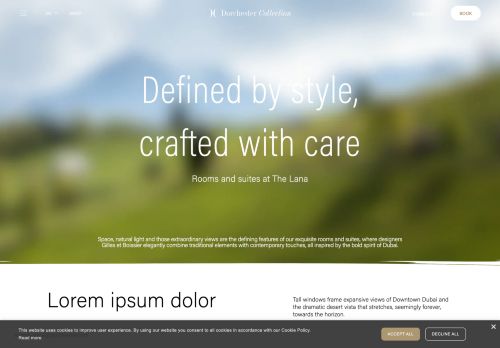 Dorchester Collection
BOOK
Defined by style,
crafted with care
Rooms and suites at The Lana
Space, natural light and those extraordinary views are the defining features of our exquisite rooms and suites, where designers
Gilles et Boissier elegantly combine traditional elements with contemporary touches, all inspired by the bold spirit of Dubai.
Lorem ipsum dolor
Tall windows frame expansive views of Downtown Dubai and
the dramatic desert vista that stretches, seemingly forever,
towards the horizon.
This website uses cookies to improve user experience. By using our website you consent to all cookies in accordance with our Cookie Policy.
Read more
ACCEPT ALL
DECLINE ALL